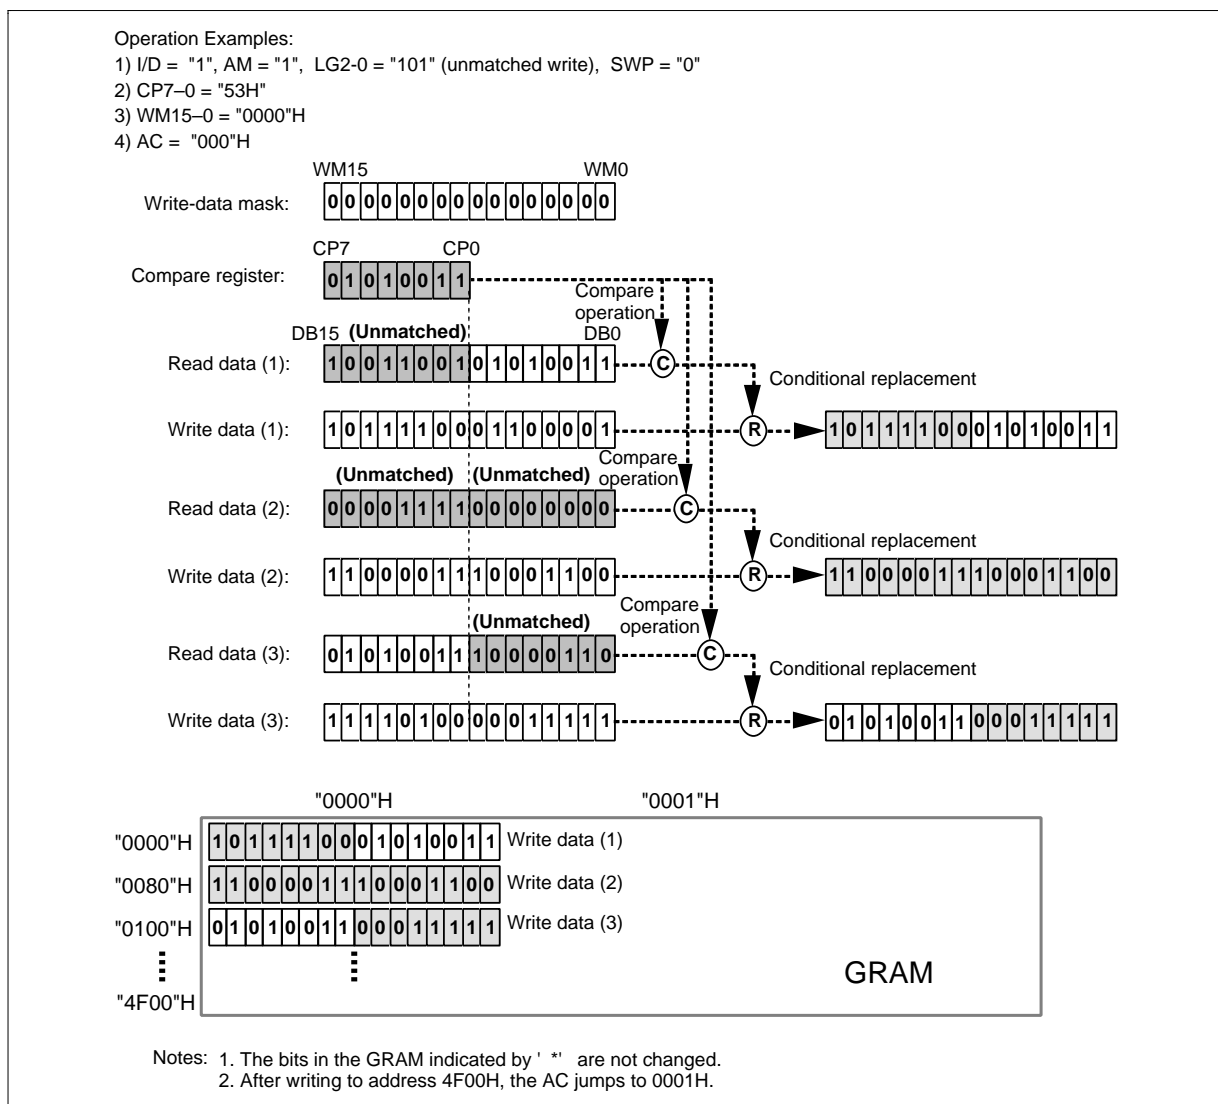 Operation Examples:
1) I/D = "1", AM = "1", LG2-0 = "101" (unmatched write), SWP = "0"
2) CP7–0 = "53H"
3) WM15–0 = "0000"H
4) AC = "000"H
WM15 WM0
Write-data mask: 0000000000000000
CP7 CP0
Compare register: 01010011
Compare
operation
DB15 (Unmatched) DB0
Read data (1): 1001100101010011 C
Conditional replacement
Write data (1): 1011110001100001 R 1011110001010011
Compare
operation
(Unmatched) (Unmatched)
Read data (2): 0000111100000000 C
Conditional replacement
Write data (2): 1100001110001100 R 1100001110001100
Compare
operation
(Unmatched)
Read data (3): 0101001110000110 C
Conditional replacement
Write data (3): 1111010000011111 R 0101001100011111
"0000"H "0001"H
"0000"H 1011110001010011 Write data (1)
"0080"H 1100001110001100 Write data (2)
"0100"H 0101001100011111 Write data (3)
GRAM
"4F00"H
Notes: 1. The bits in the GRAM indicated by ' *' are not changed.
2. After writing to address 4F00H, the AC jumps to 0001H.